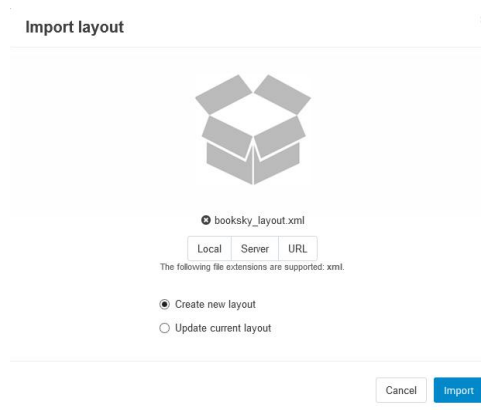 Import layout
booksky_layout.xml
Local Server URL
The following file extensions are supported: xml.
Create new layout
Update current layout
Cancel Import